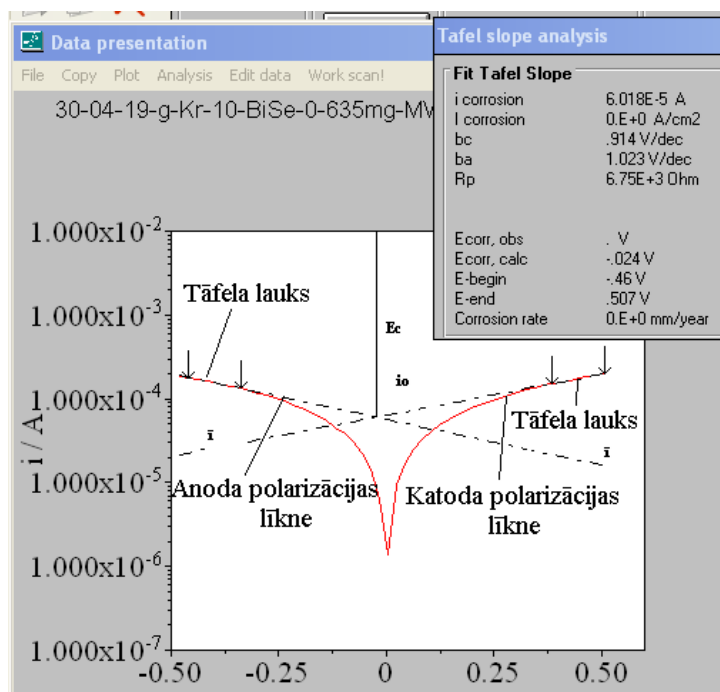 Data presentation
File Copy Plot Analysis Edit data Work scan!
30-04-19-g-Kr-10-BiSe-0-635mg-MW
Tafel slope analysis
Fit Tafel Slope
i corrosion 6.018E-5 A
I corrosion 0.E+0 A/cm2
bc .914 V/dec
ba 1.023 V/dec
Rp 6.75E+3 Ohm
Ecorr, obs . V
Ecorr, calc -.024 V
E-begin -.46 V
E-end .507 V
Corrosion rate 0.E+0 mm/year
1.000x10-2
1.000x10-3
1.000x10-4
1.000x10-5
1.000x10-6
1.000x10-7
i / A
Tāfela lauks
Ec
io
ī
Tāfela lauks
ī
Anoda polarizācijas
līkne
Katoda polarizācijas
līkne
-0.50 -0.25 0 0.25 0.50